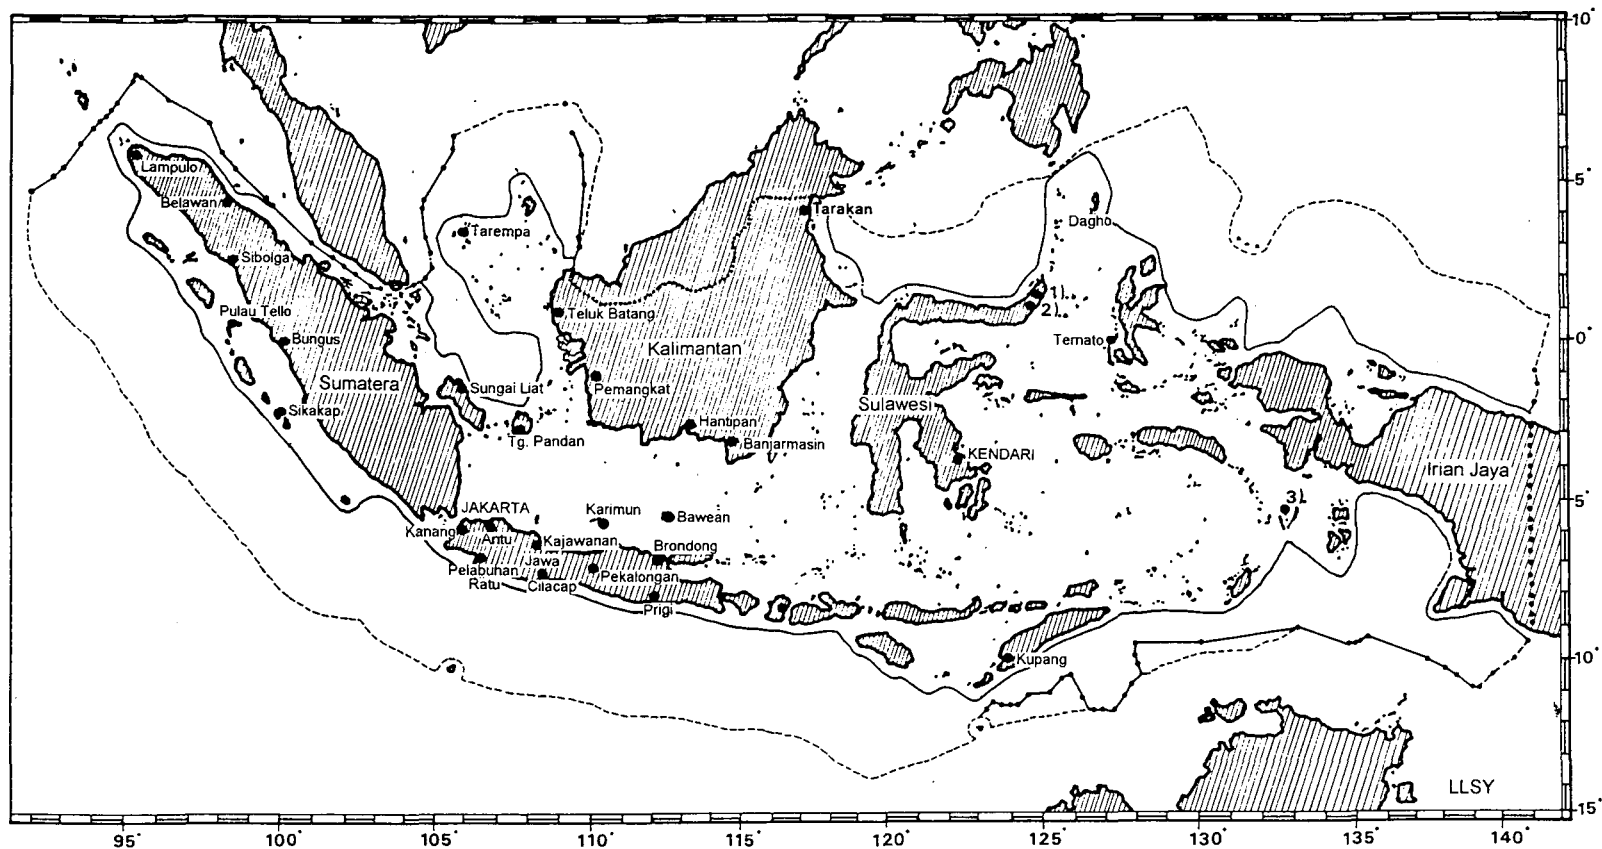 10°
Lampulo
5°
Belawan
Tarakan
Dagho
Tarempa
Sibolga
1)
2)
Pulau Tello
Teluk Batang
0°
Bungus
Kalimantan
Ternato
Sumatera
Sungai Liat
Pemangkat
Sulawesi
Sikakap
Hantipan
Tg. Pandan
Banjarmasin
KENDARI
Irian Jaya
3)
5°
JAKARTA
Karimun
Bawean
Kanang
Antu
Kajawanan
Brondong
Jawa
Pelabuhan
Ratu
Cilacap
Pekalongan
Prigi
Kupang
10°
LLSY
15°
95° 100° 105° 110° 115° 120° 125° 130° 135° 140°